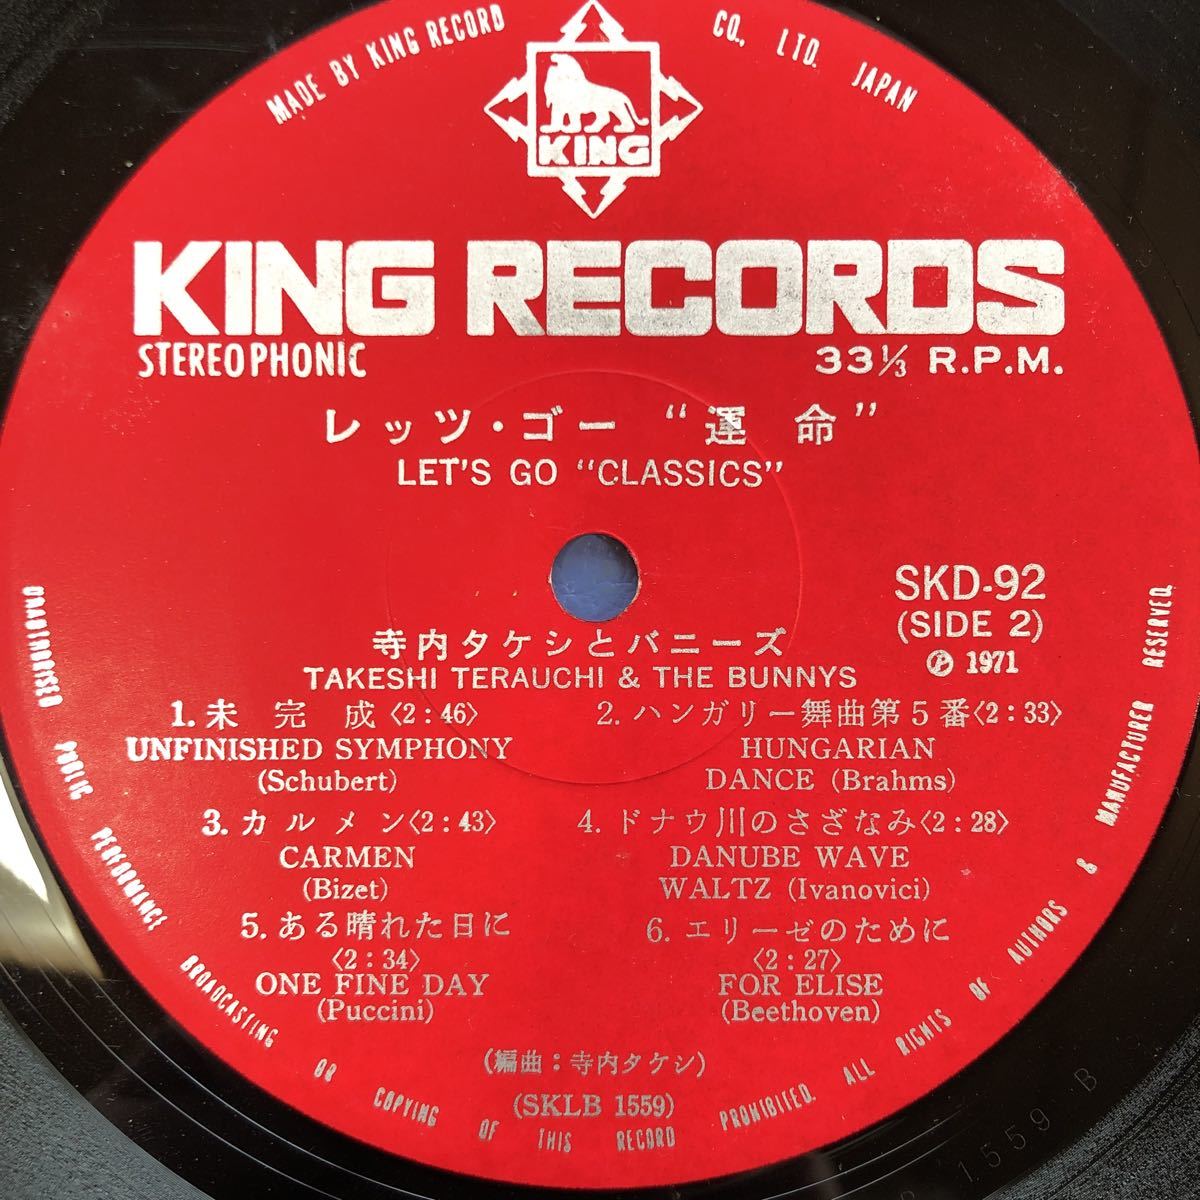 MADE BY KING RECORD CO., LTD. JAPAN
KING
KING RECORDS
STEREOPHONIC 33⅓ R.P.M.
レッツ・ゴー “運 命”
LET'S GO “CLASSICS”
SKD-92
(SIDE 2)
Ⓟ 1971
寺内タケシとバニーズ
TAKESHI TERAUCHI & THE BUNNYS
1. 未 完 成〈2:46〉
UNFINISHED SYMPHONY
(Schubert)
2. ハンガリー舞曲第5番〈2:33〉
HUNGARIAN
DANCE (Brahms)
3. カルメン〈2:43〉
CARMEN
(Bizet)
4. ドナウ川のさざなみ〈2:28〉
DANUBE WAVE
WALTZ (Ivanovici)
5. ある晴れた日に
〈2:34〉
ONE FINE DAY
(Puccini)
6. エリーゼのために
〈2:27〉
FOR ELISE
(Beethoven)
(編曲:寺内タケシ)
(SKLB 1559)
UNAUTHORISED PUBLIC PERFORMANCE BROADCASTING OR COPYING OF THIS RECORD PROHIBITED. ALL RIGHTS OF AUTHORS & MANUFACTURER RESERVED.
1559 B